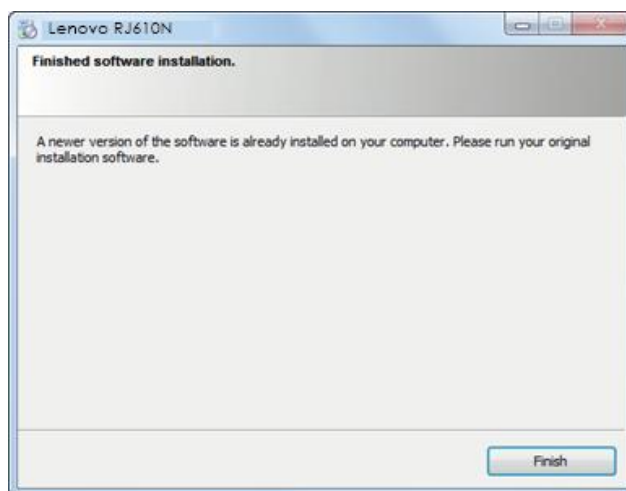 Lenovo RJ610N
Finished software installation.
A newer version of the software is already installed on your computer. Please run your original
installation software.
Finish